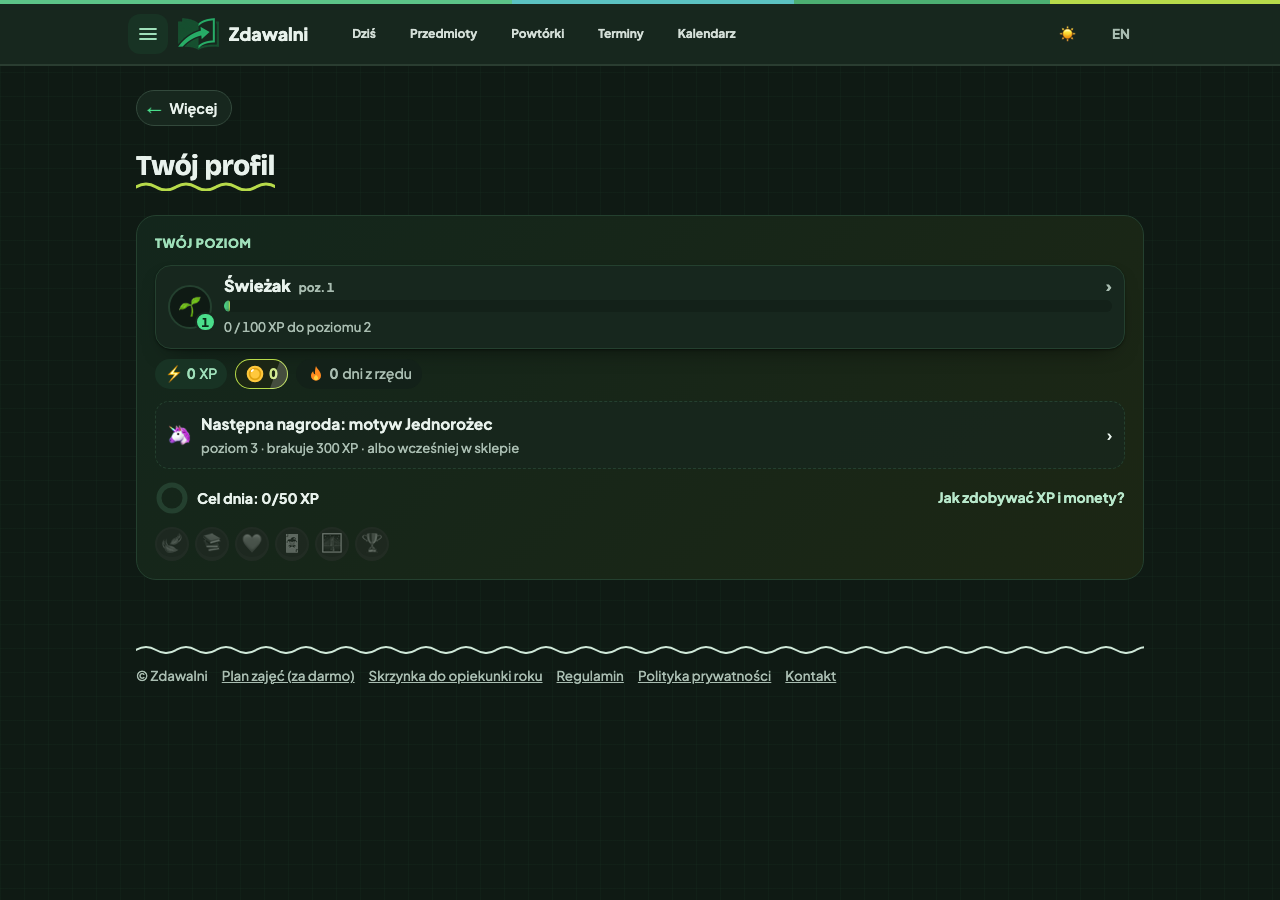 Zdawalni Dziś Przedmioty Powtórki Terminy Kalendarz EN
← Więcej
Twój profil
TWÓJ POZIOM
Świeżak poz. 1 ›
1
0 / 100 XP do poziomu 2
0 XP 0 0 dni z rzędu
Następna nagroda: motyw Jednorożec
poziom 3 · brakuje 300 XP · albo wcześniej w sklepie ›
Cel dnia: 0/50 XP Jak zdobywać XP i monety?
© Zdawalni Plan zajęć (za darmo) Skrzynka do opiekunki roku Regulamin Polityka prywatności Kontakt